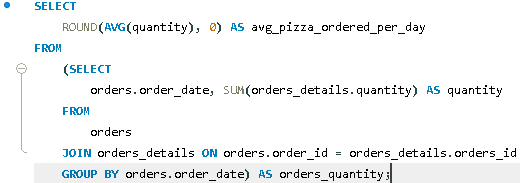 SELECT
ROUND(AVG(quantity), 0) AS avg_pizza_ordered_per_day
FROM
(SELECT
orders.order_date, SUM(orders_details.quantity) AS quantity
FROM
orders
JOIN orders_details ON orders.order_id = orders_details.orders_id
GROUP BY orders.order_date) AS orders_quantity;